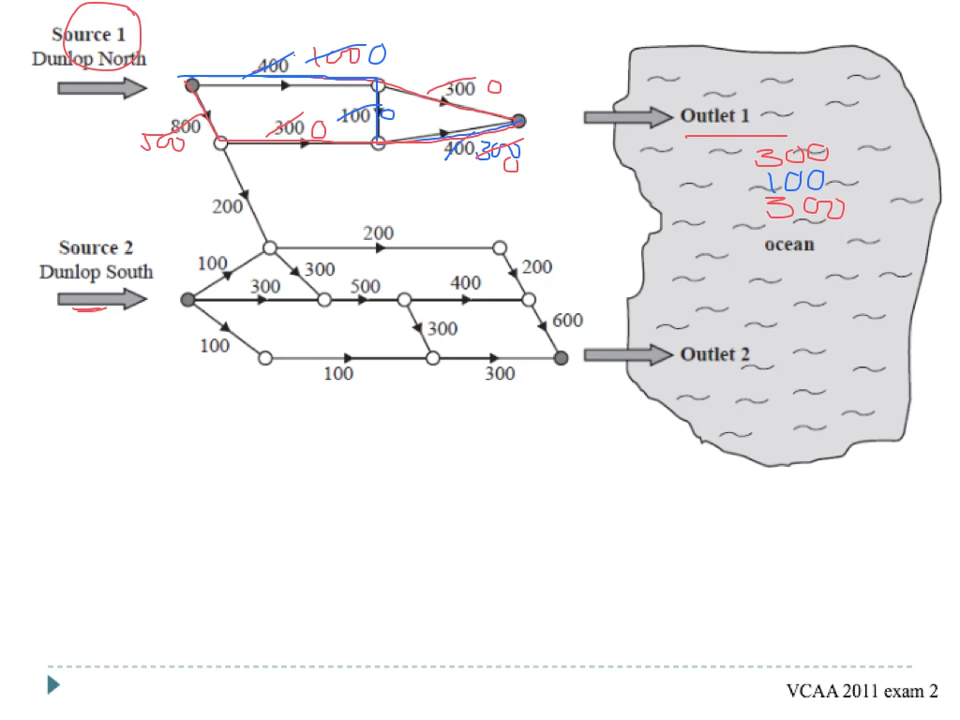 Source 1
Dunlop North
400 1000 0
300 0
100 0
800 500
300 0
400 300 0
Outlet 1
300
100
300
ocean
200
Source 2
Dunlop South
200
100
300
200
300
500
400
600
300
100
100
300
Outlet 2
VCAA 2011 exam 2